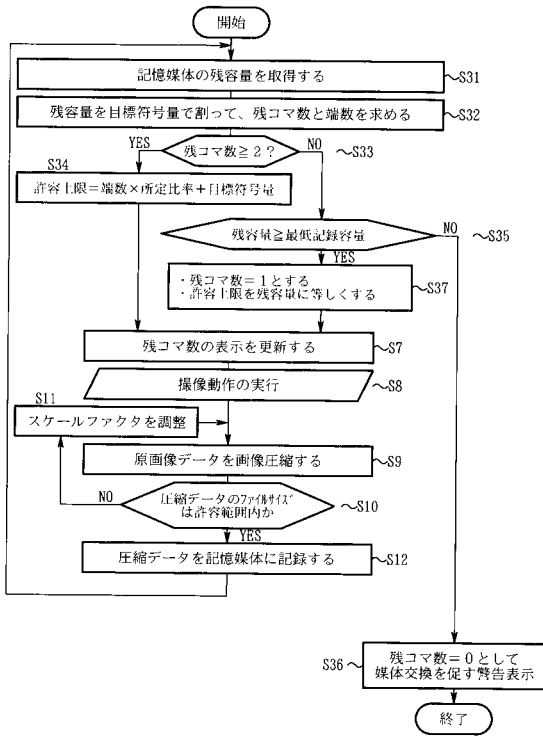 開始
記憶媒体の残容量を取得する
S31
残容量を目標符号量で割って、残コマ数と端数を求める
S32
YES
残コマ数≧2?
NO
S33
S34
許容上限=端数×所定比率+目標符号量
残容量≧最低記録容量
NO
S35
YES
・残コマ数=1とする
・許容上限を残容量に等しくする
S37
残コマ数の表示を更新する
S7
撮像動作の実行
S8
S11
スケールファクタを調整
原画像データを画像圧縮する
S9
NO
圧縮データのファイルサイズ
は許容範囲内か
S10
YES
圧縮データを記憶媒体に記録する
S12
S36
残コマ数=0として
媒体交換を促す警告表示
終了